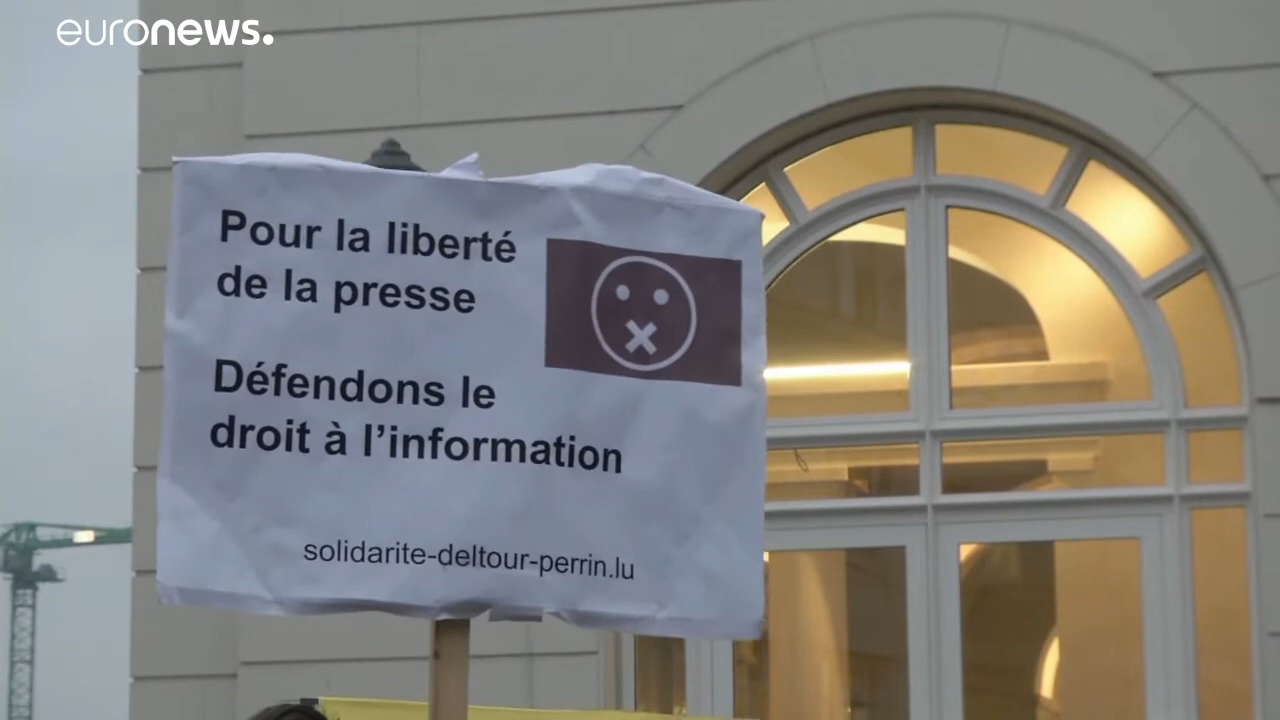 euronews.
Pour la liberté
de la presse
Défendons le
droit à l'information
solidarite-deltour-perrin.lu